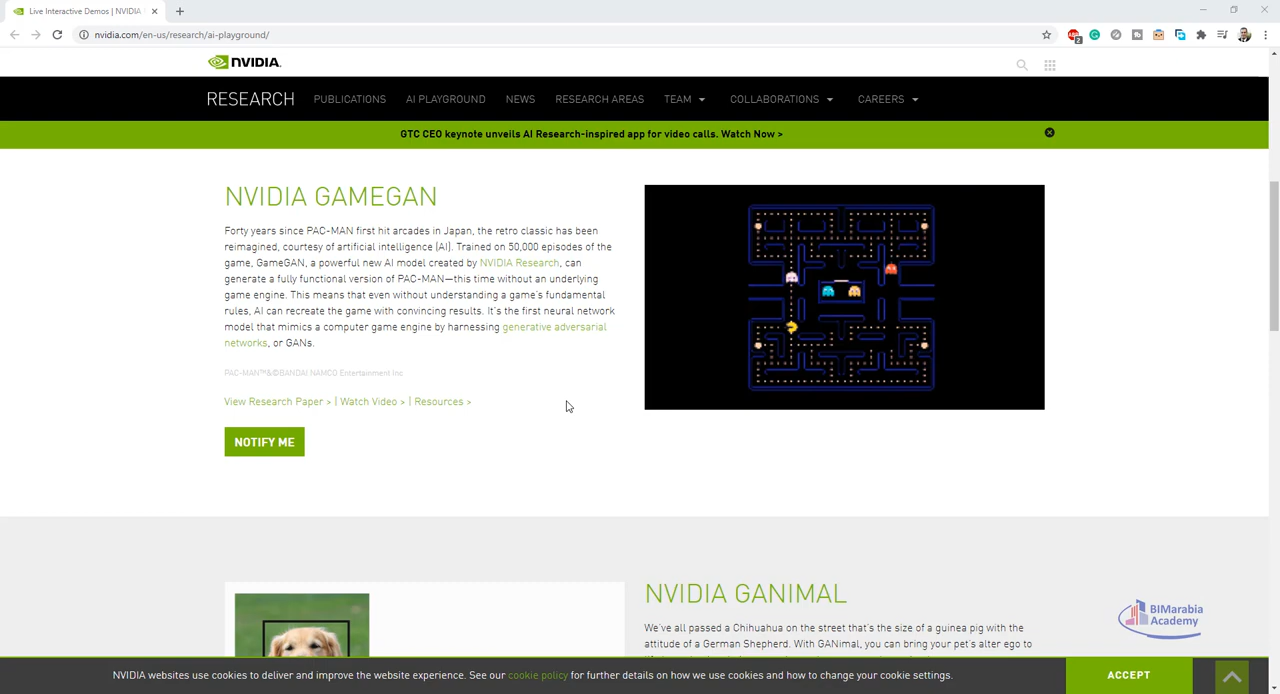 Live Interactive Demos | NVIDIA
nvidia.com/en-us/research/ai-playground/
2
NVIDIA.
RESEARCH PUBLICATIONS AI PLAYGROUND NEWS RESEARCH AREAS TEAM COLLABORATIONS CAREERS
GTC CEO keynote unveils AI Research-inspired app for video calls. Watch Now >
NVIDIA GAMEGAN
Forty years since PAC-MAN first hit arcades in Japan, the retro classic has been
reimagined, courtesy of artificial intelligence (AI). Trained on 50,000 episodes of the
game, GameGAN, a powerful new AI model created by NVIDIA Research, can
generate a fully functional version of PAC-MAN—this time without an underlying
game engine. This means that even without understanding a game's fundamental
rules, AI can recreate the game with convincing results. It's the first neural network
model that mimics a computer game engine by harnessing generative adversarial
networks, or GANs.
PAC-MAN™&©BANDAI NAMCO Entertainment Inc
View Research Paper > | Watch Video > | Resources >
NOTIFY ME
NVIDIA GANIMAL
We've all passed a Chihuahua on the street that's the size of a guinea pig with the
attitude of a German Shepherd. With GANimal, you can bring your pet's alter ego to
BIMarabia
Academy
NVIDIA websites use cookies to deliver and improve the website experience. See our cookie policy for further details on how we use cookies and how to change your cookie settings.
ACCEPT